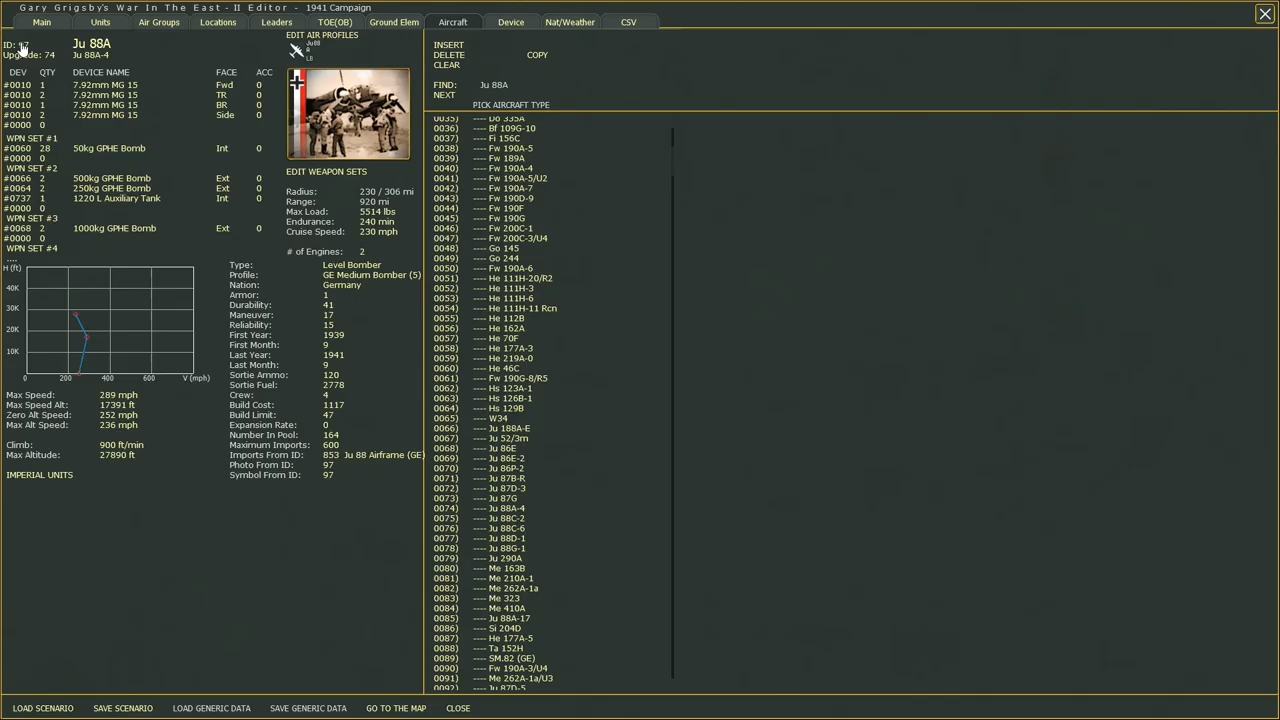 Gary Grigsby's War In The East - II Editor - 1941 Campaign
Main Units Air Groups Locations Leaders TOE(OB) Ground Elem Aircraft Device Nat/Weather CSV
ID: 97 Ju 88A
Upgrade: 74 Ju 88A-4
EDIT AIR PROFILES
Ju88
A
LB
DEV QTY DEVICE NAME FACE ACC
#0010 1 7.92mm MG 15 Fwd 0
#0010 2 7.92mm MG 15 TR 0
#0010 1 7.92mm MG 15 BR 0
#0010 2 7.92mm MG 15 Side 0
#0000 0
WPN SET #1
#0060 28 50kg GPHE Bomb Int 0
#0000 0
WPN SET #2
#0066 2 500kg GPHE Bomb Ext 0
#0064 2 250kg GPHE Bomb Ext 0
#0737 1 1220 L Auxiliary Tank Int 0
#0000 0
WPN SET #3
#0068 2 1000kg GPHE Bomb Ext 0
#0000 0
WPN SET #4
....
EDIT WEAPON SETS
Radius: 230 / 306 mi
Range: 920 mi
Max Load: 5514 lbs
Endurance: 240 min
Cruise Speed: 230 mph
# of Engines: 2
H (ft)
40K
30K
20K
10K
0 200 400 600 V (mph)
Max Speed: 289 mph
Max Speed Alt: 17391 ft
Zero Alt Speed: 252 mph
Max Alt Speed: 236 mph
Climb: 900 ft/min
Max Altitude: 27890 ft
IMPERIAL UNITS
Type: Level Bomber
Profile: GE Medium Bomber (5)
Nation: Germany
Armor: 1
Durability: 41
Maneuver: 17
Reliability: 15
First Year: 1939
First Month: 9
Last Year: 1941
Last Month: 9
Sortie Ammo: 120
Sortie Fuel: 2778
Crew: 4
Build Cost: 1117
Build Limit: 47
Expansion Rate: 0
Number In Pool: 164
Maximum Imports: 600
Imports From ID: 853 Ju 88 Airframe (GE)
Photo From ID: 97
Symbol From ID: 97
INSERT
DELETE COPY
CLEAR
FIND: Ju 88A
NEXT
PICK AIRCRAFT TYPE
0035) ---- Do 335A
0036) ---- Bf 109G-10
0037) ---- Fi 156C
0038) ---- Fw 190A-5
0039) ---- Fw 189A
0040) ---- Fw 190A-4
0041) ---- Fw 190A-5/U2
0042) ---- Fw 190A-7
0043) ---- Fw 190D-9
0044) ---- Fw 190F
0045) ---- Fw 190G
0046) ---- Fw 200C-1
0047) ---- Fw 200C-3/U4
0048) ---- Go 145
0049) ---- Go 244
0050) ---- Fw 190A-6
0051) ---- He 111H-20/R2
0052) ---- He 111H-3
0053) ---- He 111H-6
0054) ---- He 111H-11 Rcn
0055) ---- He 112B
0056) ---- He 162A
0057) ---- He 70F
0058) ---- He 177A-3
0059) ---- He 219A-0
0060) ---- He 46C
0061) ---- Fw 190G-8/R5
0062) ---- Hs 123A-1
0063) ---- Hs 126B-1
0064) ---- Hs 129B
0065) ---- W34
0066) ---- Ju 188A-E
0067) ---- Ju 52/3m
0068) ---- Ju 86E
0069) ---- Ju 86E-2
0070) ---- Ju 86P-2
0071) ---- Ju 87B-R
0072) ---- Ju 87D-3
0073) ---- Ju 87G
0074) ---- Ju 88A-4
0075) ---- Ju 88C-2
0076) ---- Ju 88C-6
0077) ---- Ju 88D-1
0078) ---- Ju 88G-1
0079) ---- Ju 290A
0080) ---- Me 163B
0081) ---- Me 210A-1
0082) ---- Me 262A-1a
0083) ---- Me 323
0084) ---- Me 410A
0085) ---- Ju 88A-17
0086) ---- Si 204D
0087) ---- He 177A-5
0088) ---- Ta 152H
0089) ---- SM.82 (GE)
0090) ---- Fw 190A-3/U4
0091) ---- Me 262A-1a/U3
0092) ---- Ju 87D-5
LOAD SCENARIO SAVE SCENARIO LOAD GENERIC DATA SAVE GENERIC DATA GO TO THE MAP CLOSE